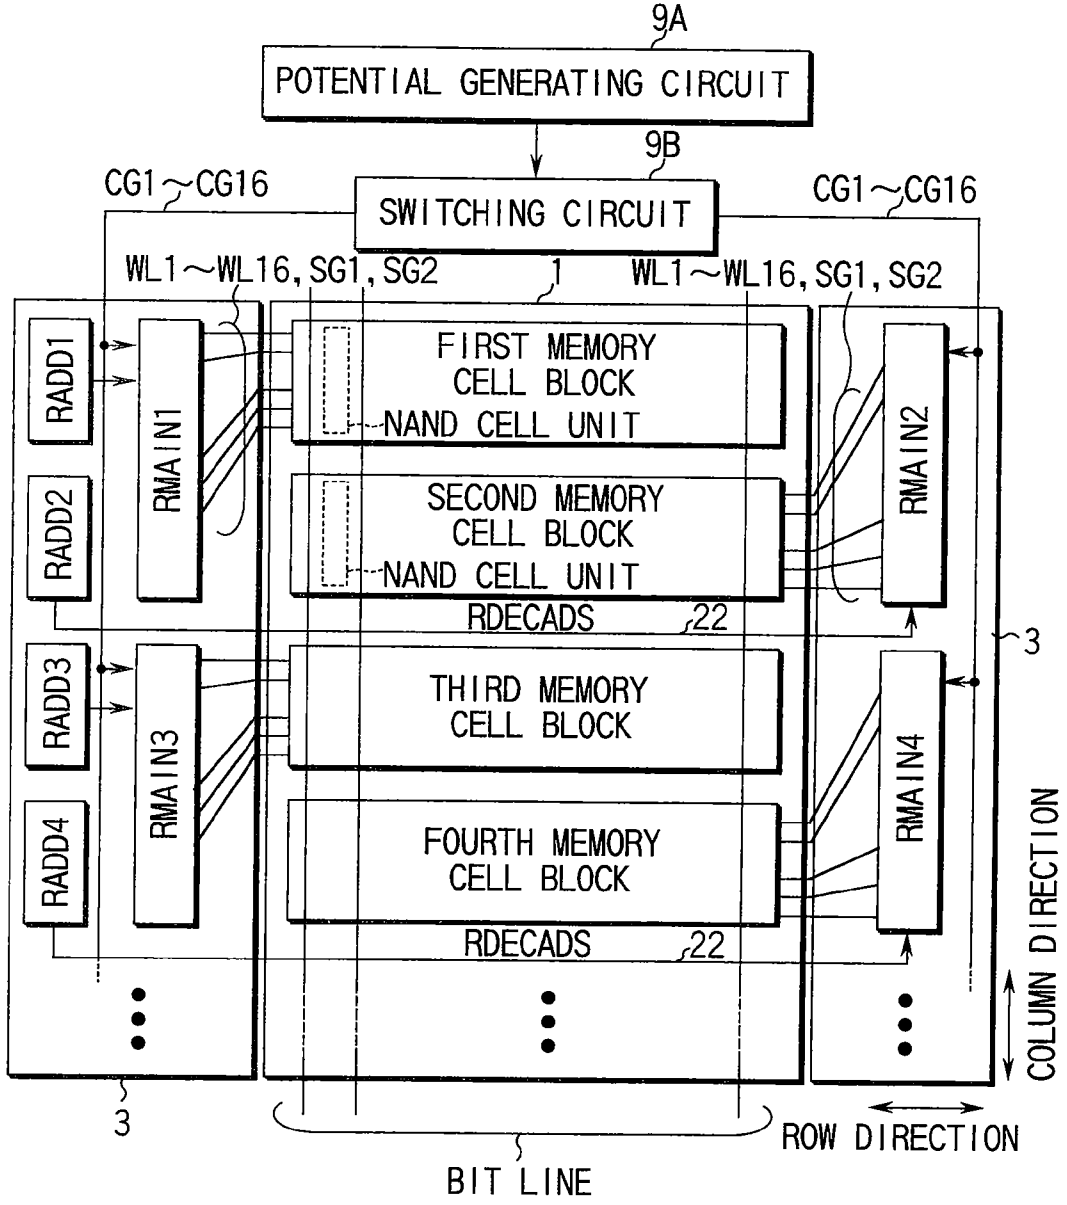 9A
POTENTIAL GENERATING CIRCUIT
9B
CG1~CG16
SWITCHING CIRCUIT
CG1~CG16
WL1~WL16, SG1, SG2
1
WL1~WL16, SG1, SG2
RADD1
RMAIN1
FIRST MEMORY
CELL BLOCK
NAND CELL UNIT
RMAIN2
RADD2
SECOND MEMORY
CELL BLOCK
NAND CELL UNIT
RDECADS
22
3
RADD3
RMAIN3
THIRD MEMORY
CELL BLOCK
RMAIN4
RADD4
FOURTH MEMORY
CELL BLOCK
RDECADS
22
COLUMN DIRECTION
3
ROW DIRECTION
BIT LINE